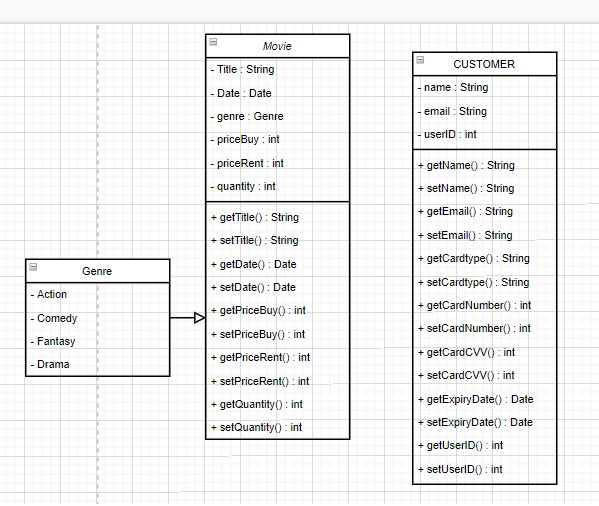 Movie
- Title : String
- Date : Date
- genre : Genre
- priceBuy : int
- priceRent : int
- quantity : int
+ getTitle() : String
+ setTitle() : String
+ getDate() : Date
+ setDate() : Date
+ getPriceBuy() : int
+ setPriceBuy() : int
+ getPriceRent() : int
+ setPriceRent() : int
+ getQuantity() : int
+ setQuantity() : int
CUSTOMER
- name : String
- email : String
- userID : int
+ getName() : String
+ setName() : String
+ getEmail() : String
+ setEmail() : String
+ getCardtype() : String
+ setCardtype() : String
+ getCardNumber() : int
+ setCardNumber() : int
+ getCardCVV() : int
+ setCardCVV() : int
+ getExpiryDate() : Date
+ setExpiryDate() : Date
+ getUserID() : int
+ setUserID() : int
Genre
- Action
- Comedy
- Fantasy
- Drama